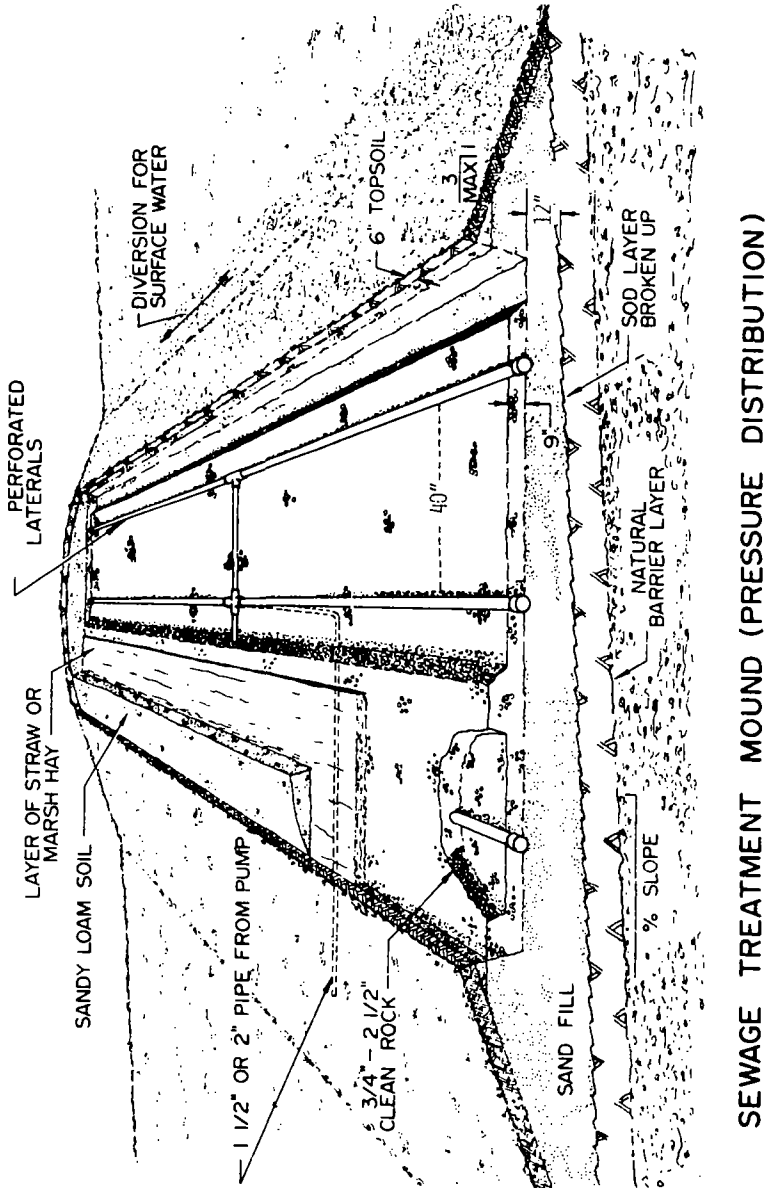 PERFORATED
LATERALS
DIVERSION FOR
SURFACE WATER
LAYER OF STRAW OR
MARSH HAY
SANDY LOAM SOIL
6" TOPSOIL
3
MAX 1
1 1/2" OR 2" PIPE FROM PUMP
40"
12"
3/4" - 2 1/2"
CLEAN ROCK
9"
SAND FILL
SOD LAYER
BROKEN UP
NATURAL
BARRIER LAYER
% SLOPE
SEWAGE TREATMENT MOUND (PRESSURE DISTRIBUTION)